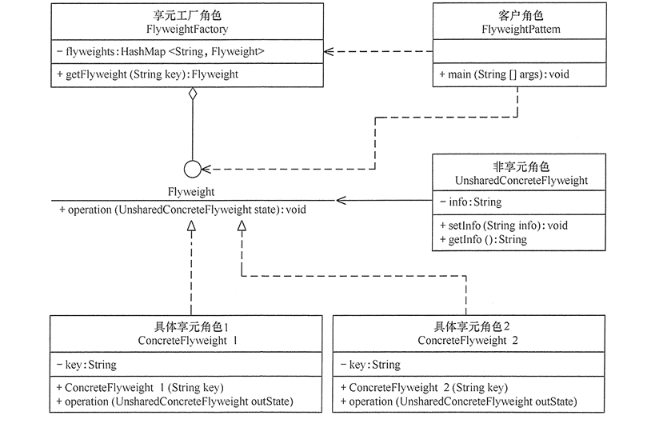 享元工厂角色
FlyweightFactory
- flyweights:HashMap <String, Flyweight>
+ getFlyweight (String key):Flyweight
客户角色
FlyweightPattem
+ main (String [] args):void
Flyweight
+ operation (UnsharedConcreteFlyweight state):void
非享元角色
UnsharedConcreteFlyweight
- info:String
+ setInfo (String info):void
+ getInfo ():String
具体享元角色1
ConcreteFlyweight 1
- key:String
+ ConcreteFlyweight 1 (String key)
+ operation (UnsharedConcreteFlyweight outState)
具体享元角色2
ConcreteFlyweight 2
- key:String
+ ConcreteFlyweight 2 (String key)
+ operation (UnsharedConcreteFlyweight outState)